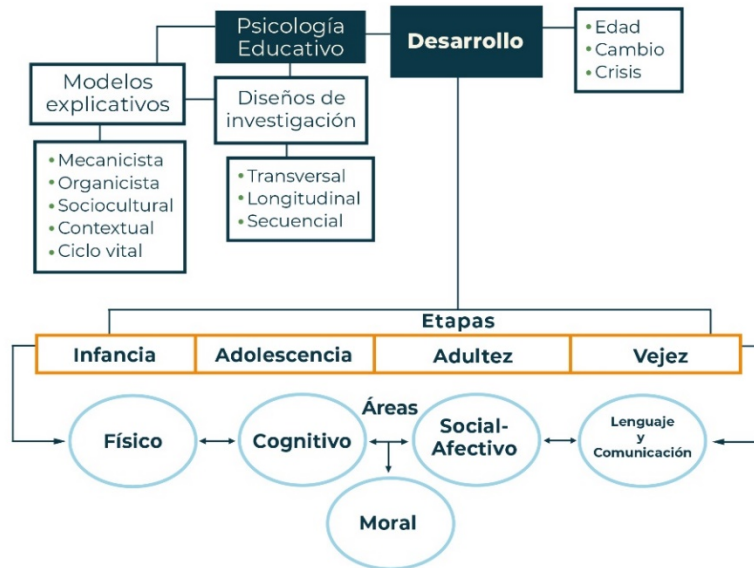 Psicología
Educativo
Desarrollo
• Edad
• Cambio
• Crisis
Modelos
explicativos
Diseños de
investigación
• Mecanicista
• Organicista
• Sociocultural
• Contextual
• Ciclo vital
• Transversal
• Longitudinal
• Secuencial
Etapas
Infancia
Adolescencia
Adultez
Vejez
Áreas
Físico
Cognitivo
Social-
Afectivo
Lenguaje
y
Comunicación
Moral